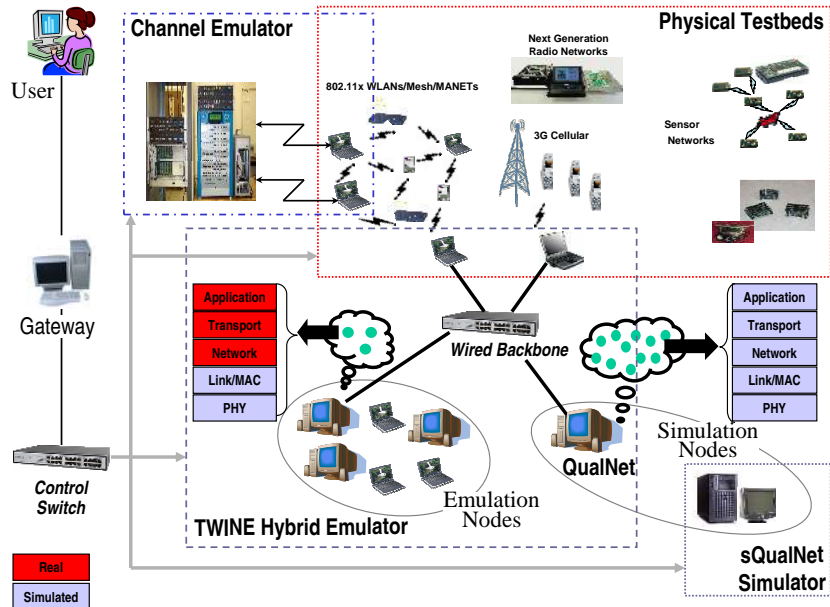 Channel Emulator
Physical Testbeds
Next Generation
Radio Networks
User
802.11x WLANs/Mesh/MANETs
3G Cellular
Sensor
Networks
Gateway
Application
Transport
Network
Link/MAC
PHY
Wired Backbone
Application
Transport
Network
Link/MAC
PHY
Simulation
Nodes
QualNet
Control
Switch
Emulation
Nodes
TWINE Hybrid Emulator
sQualNet
Simulator
Real
Simulated